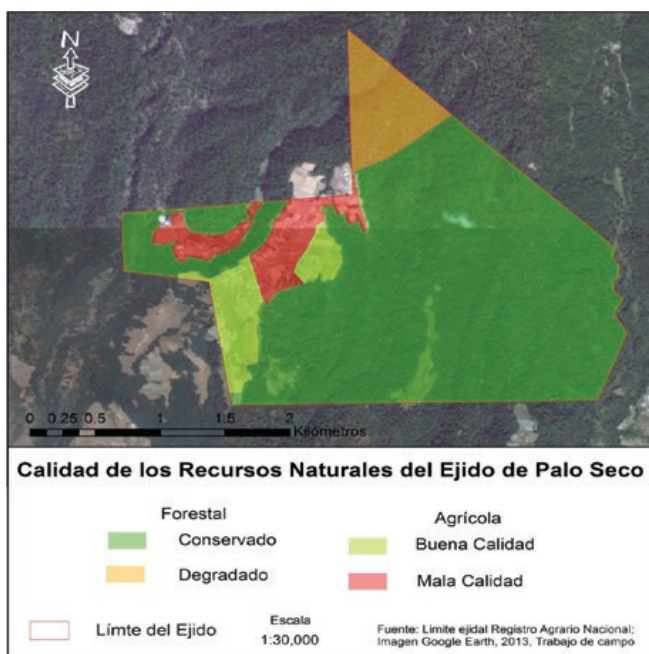 N
0 0.25 0.5 1 1.5 2
Kilómetros
Calidad de los Recursos Naturales del Ejido de Palo Seco
Forestal
Conservado
Degradado
Agrícola
Buena Calidad
Mala Calidad
Límte del Ejido
Escala
1:30,000
Fuente: Limite ejidal Registro Agrario Nacional;
Imagen Google Earth, 2013, Trabajo de campo